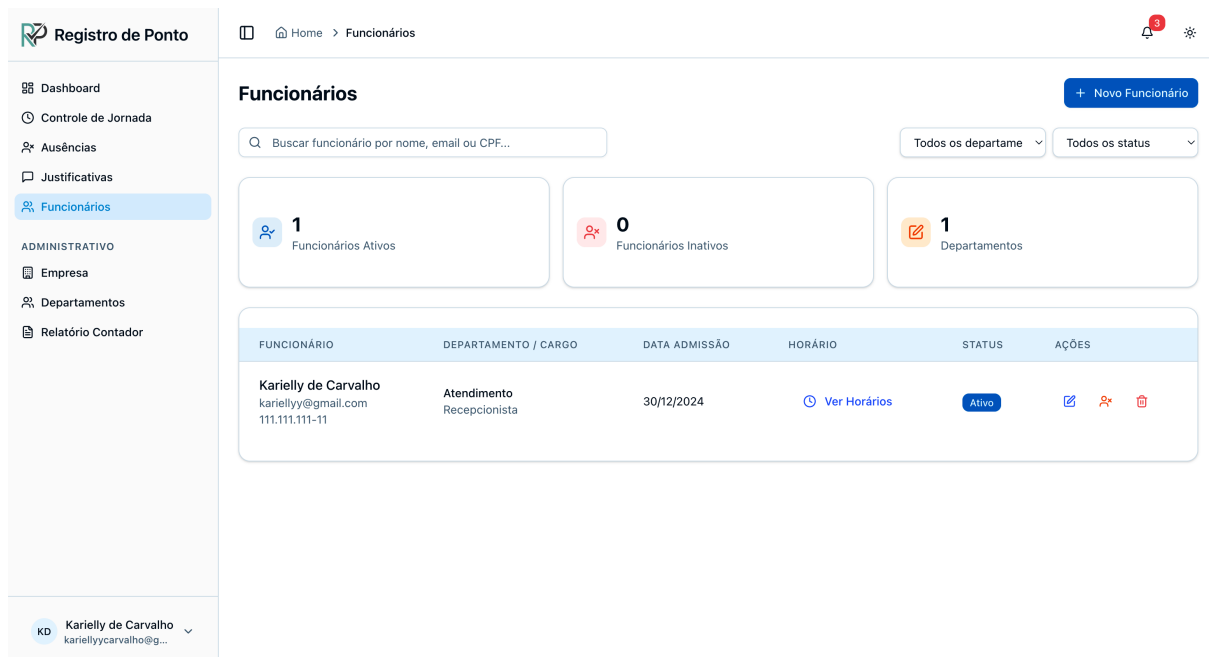 Registro de Ponto
Home > Funcionários
3
Dashboard
Controle de Jornada
Ausências
Justificativas
Funcionários
ADMINISTRATIVO
Empresa
Departamentos
Relatório Contador
KD
Karielly de Carvalho
kariellyycarvalho@g...
Funcionários
+ Novo Funcionário
Buscar funcionário por nome, email ou CPF...
Todos os departame
Todos os status
1
Funcionários Ativos
0
Funcionários Inativos
1
Departamentos
FUNCIONÁRIO DEPARTAMENTO / CARGO DATA ADMISSÃO HORÁRIO STATUS AÇÕES
Karielly de Carvalho
kariellyy@gmail.com
111.111.111-11
Atendimento
Recepcionista
30/12/2024
Ver Horários
Ativo